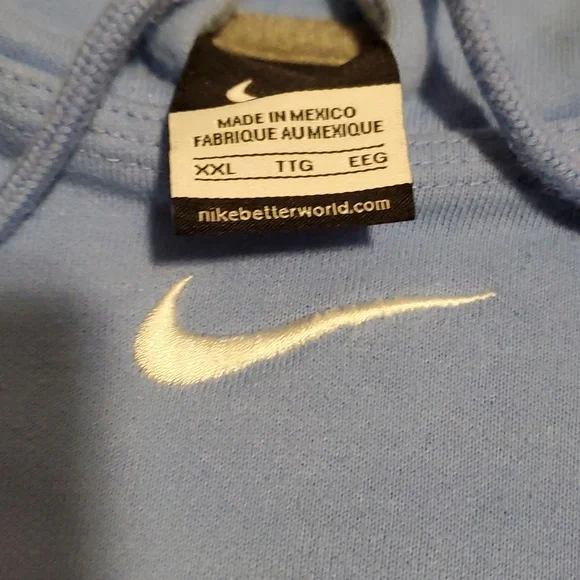 MADE IN MEXICO
FABRIQUE AU MEXIQUE
XXL TTG EEG
nikebetterworld.com